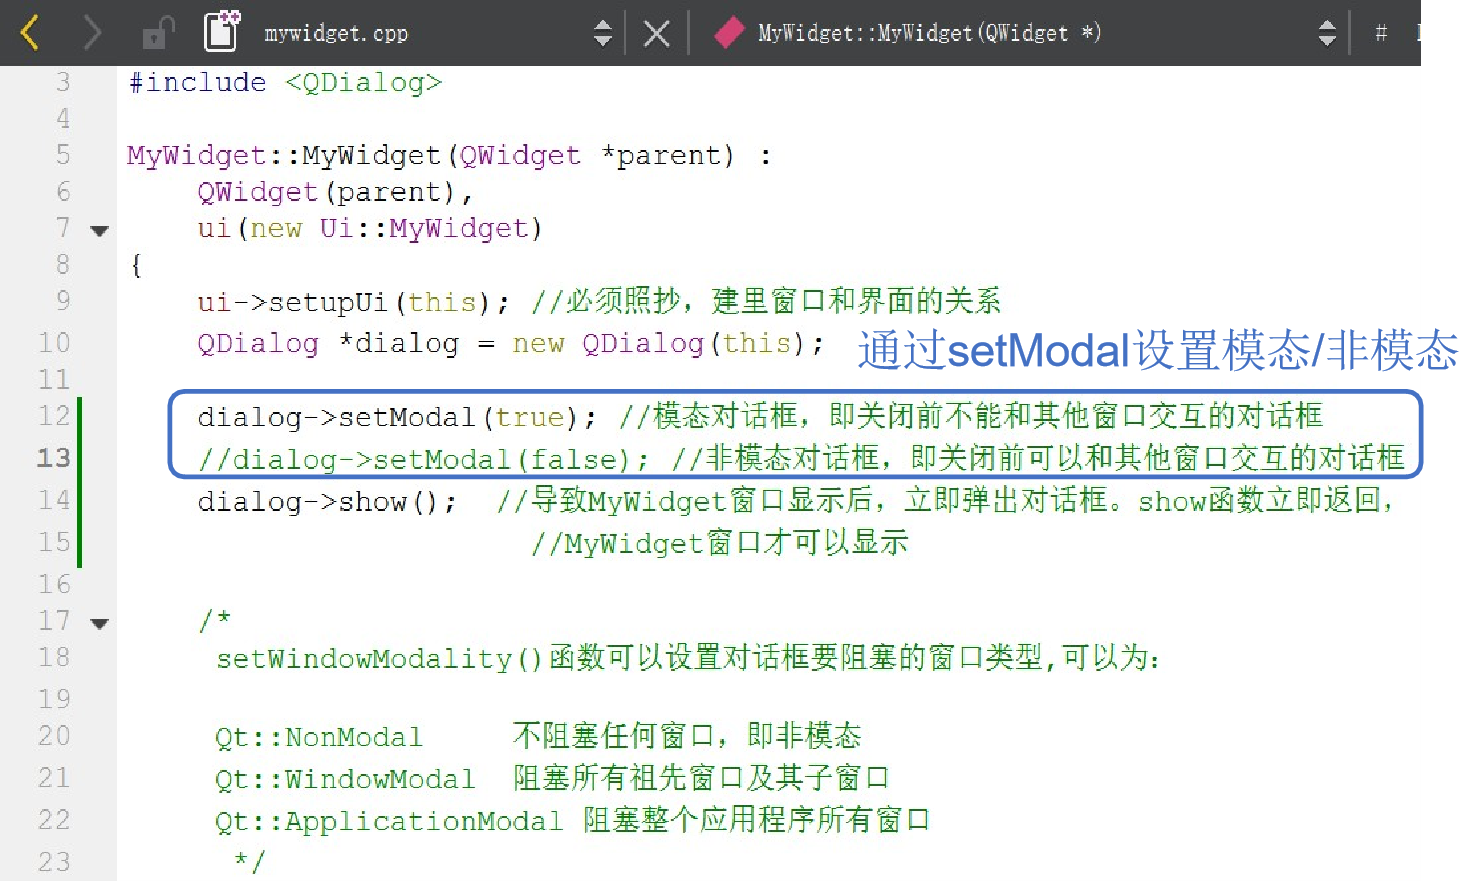 mywidget.cpp MyWidget::MyWidget(QWidget *) #
3 #include <QDialog>
4
5 MyWidget::MyWidget(QWidget *parent) :
6 QWidget(parent),
7 ui(new Ui::MyWidget)
8 {
9 ui->setupUi(this); //必须照抄，建里窗口和界面的关系
10 QDialog *dialog = new QDialog(this);
通过setModal设置模态/非模态
11
12 dialog->setModal(true); //模态对话框，即关闭前不能和其他窗口交互的对话框
13 //dialog->setModal(false); //非模态对话框，即关闭前可以和其他窗口交互的对话框
14 dialog->show(); //导致MyWidget窗口显示后，立即弹出对话框。show函数立即返回，
15 //MyWidget窗口才可以显示
16
17 /*
18 setWindowModality()函数可以设置对话框要阻塞的窗口类型,可以为：
19
20 Qt::NonModal 不阻塞任何窗口，即非模态
21 Qt::WindowModal 阻塞所有祖先窗口及其子窗口
22 Qt::ApplicationModal 阻塞整个应用程序所有窗口
23 */